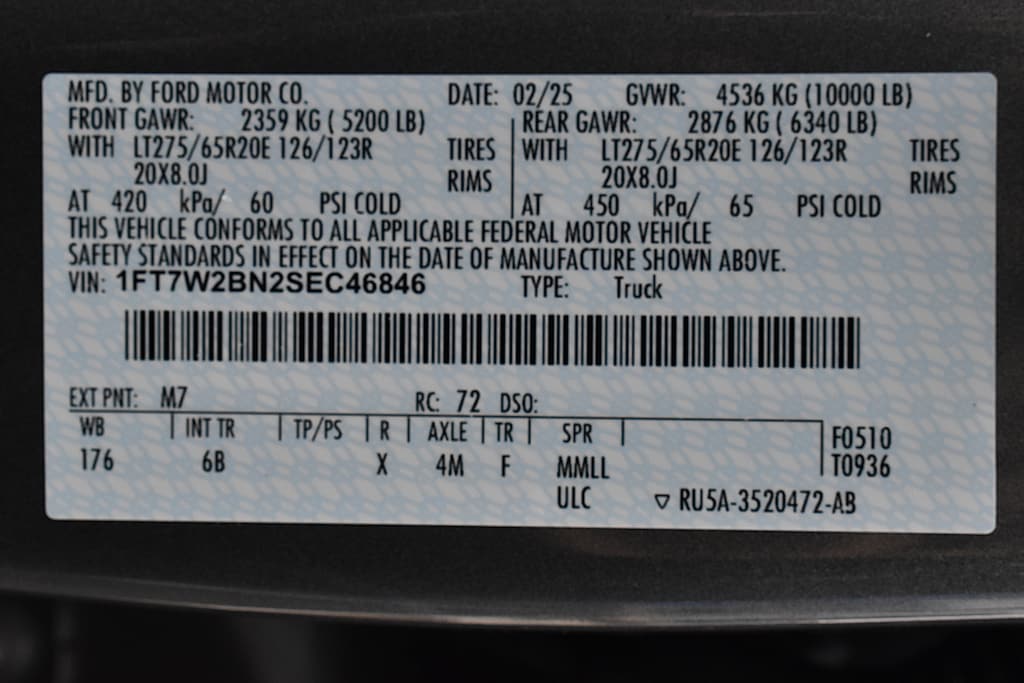 MFD. BY FORD MOTOR CO. DATE: 02/25 GVWR: 4536 KG (10000 LB)
FRONT GAWR: 2359 KG ( 5200 LB) REAR GAWR: 2876 KG ( 6340 LB)
WITH LT275/65R20E 126/123R TIRES WITH LT275/65R20E 126/123R TIRES
20X8.0J RIMS 20X8.0J RIMS
AT 420 kPa/ 60 PSI COLD AT 450 kPa/ 65 PSI COLD
THIS VEHICLE CONFORMS TO ALL APPLICABLE FEDERAL MOTOR VEHICLE
SAFETY STANDARDS IN EFFECT ON THE DATE OF MANUFACTURE SHOWN ABOVE.
VIN: 1FT7W2BN2SEC46846 TYPE: Truck
EXT PNT: M7 RC: 72 DSO:
WB INT TR TP/PS R AXLE TR SPR F0510
176 6B X 4M F MMLL T0936
ULC RU5A-3520472-AB